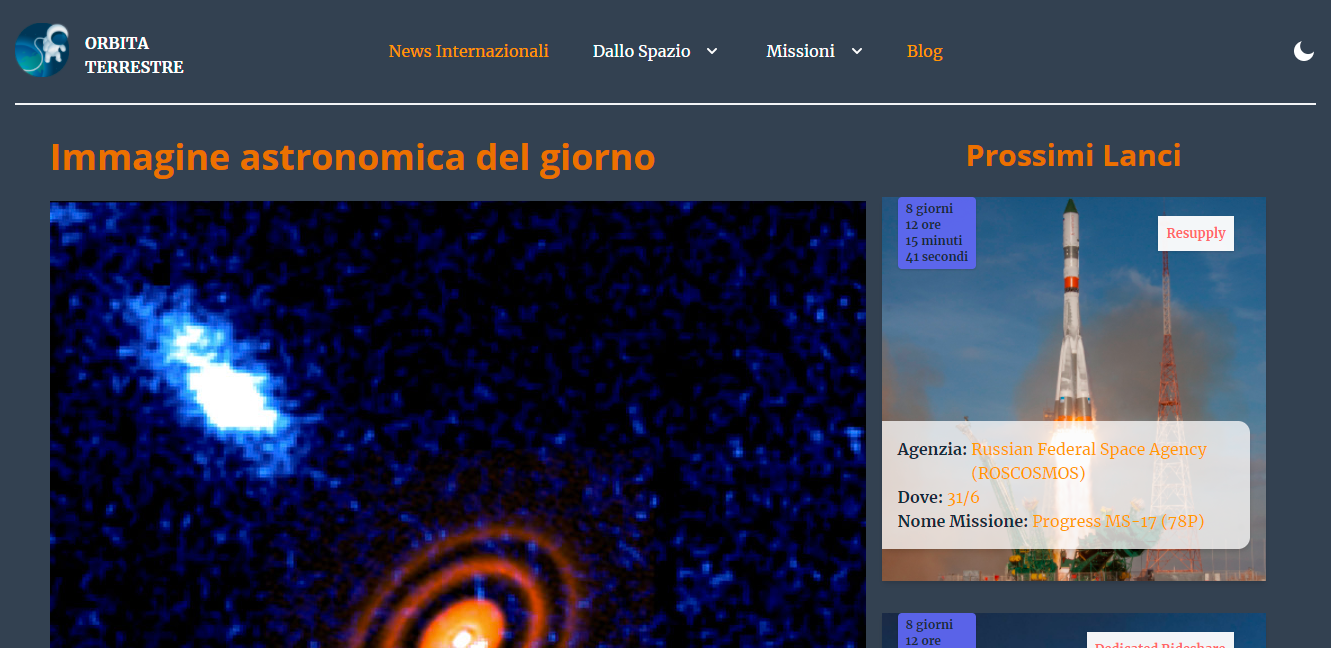 ORBITA
TERRESTRE
News Internazionali
Dallo Spazio
Missioni
Blog
Immagine astronomica del giorno
Prossimi Lanci
8 giorni
12 ore
15 minuti
41 secondi
Resupply
Agenzia: Russian Federal Space Agency
(ROSCOSMOS)
Dove: 31/6
Nome Missione: Progress MS-17 (78P)
8 giorni
12 ore
Dedicated Rideshare